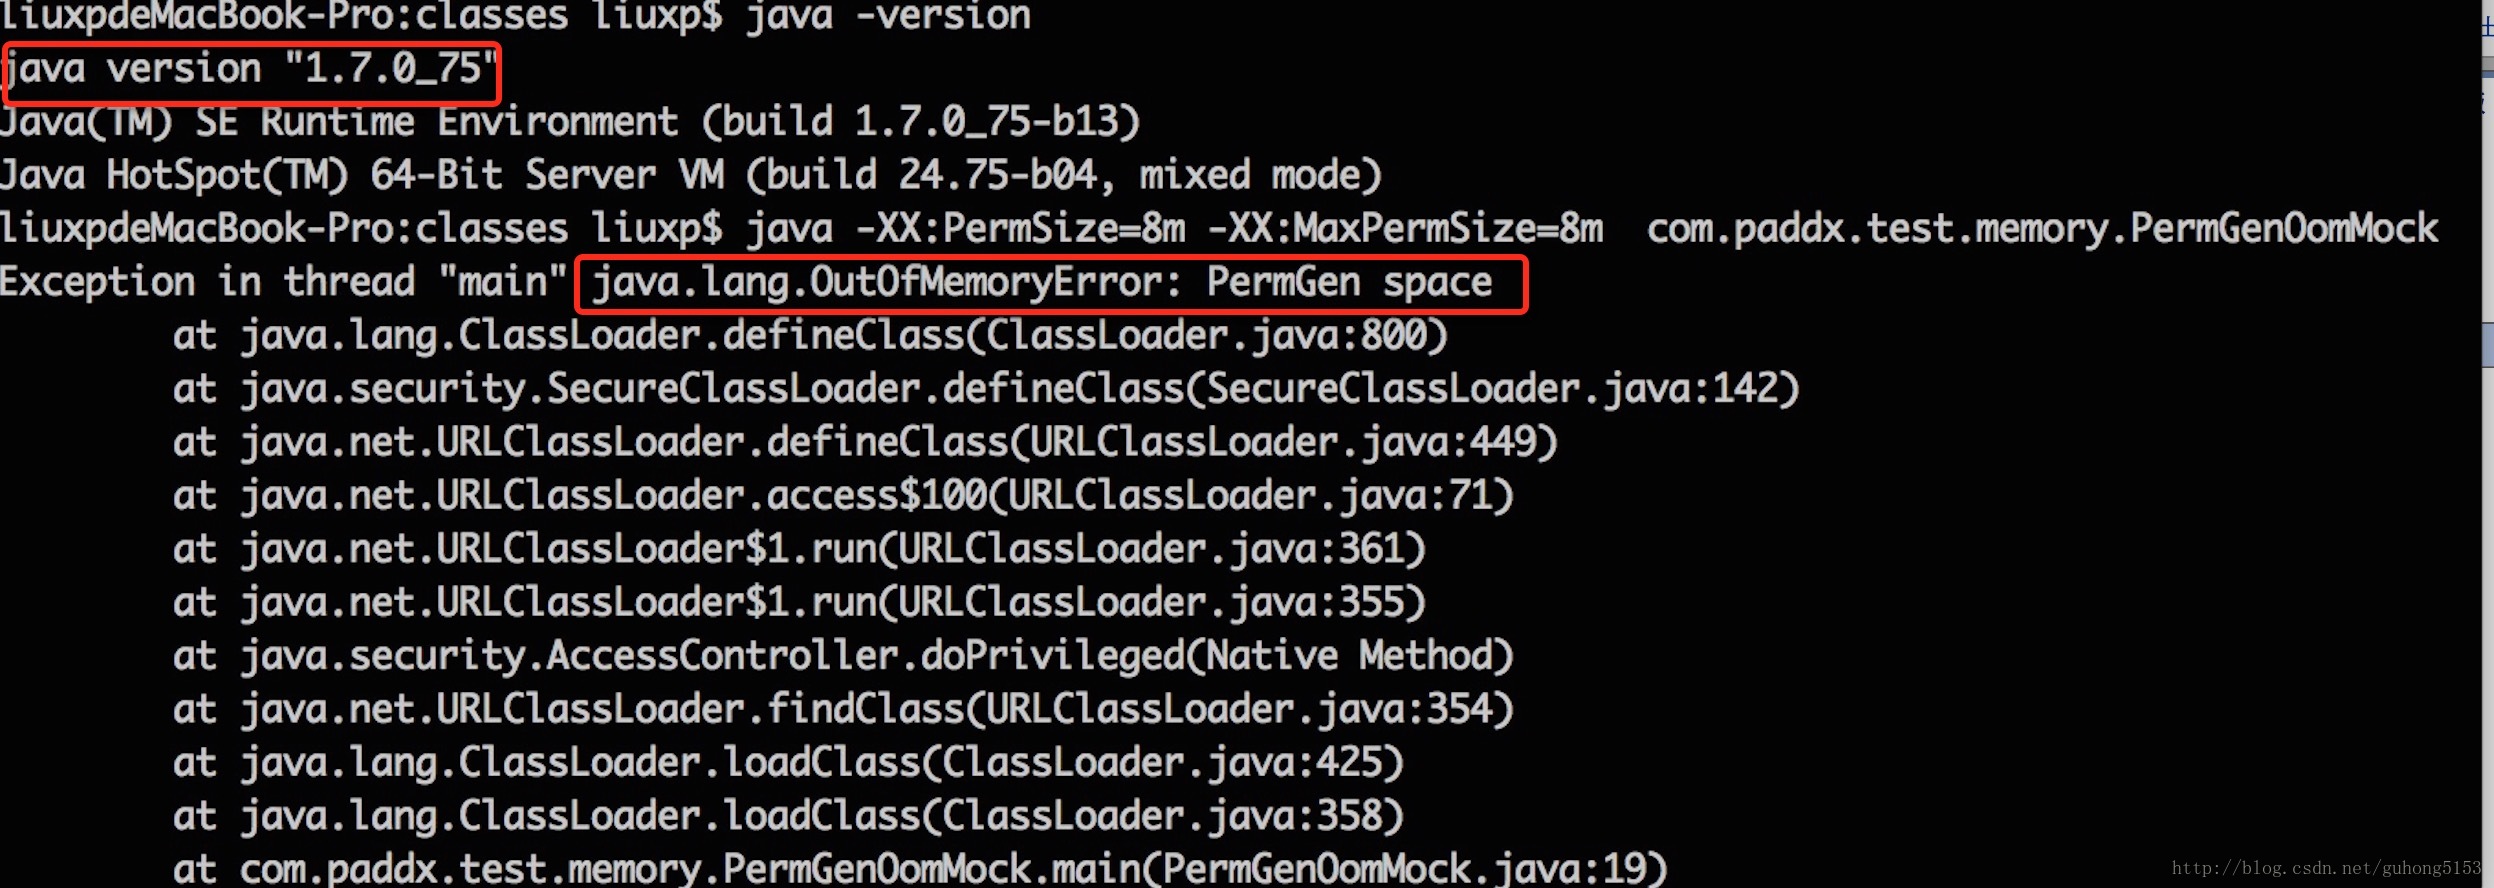 liuxpdeMacBook-Pro:classes liuxp$ java -version
java version "1.7.0_75"
Java(TM) SE Runtime Environment (build 1.7.0_75-b13)
Java HotSpot(TM) 64-Bit Server VM (build 24.75-b04, mixed mode)
liuxpdeMacBook-Pro:classes liuxp$ java -XX:PermSize=8m -XX:MaxPermSize=8m  com.paddx.test.memory.PermGenOomMock
Exception in thread "main" java.lang.OutOfMemoryError: PermGen space
at java.lang.ClassLoader.defineClass(ClassLoader.java:800)
at java.security.SecureClassLoader.defineClass(SecureClassLoader.java:142)
at java.net.URLClassLoader.defineClass(URLClassLoader.java:449)
at java.net.URLClassLoader.access$100(URLClassLoader.java:71)
at java.net.URLClassLoader$1.run(URLClassLoader.java:361)
at java.net.URLClassLoader$1.run(URLClassLoader.java:355)
at java.security.AccessController.doPrivileged(Native Method)
at java.net.URLClassLoader.findClass(URLClassLoader.java:354)
at java.lang.ClassLoader.loadClass(ClassLoader.java:425)
at java.lang.ClassLoader.loadClass(ClassLoader.java:358)
at com.paddx.test.memory.PermGenOomMock.main(PermGenOomMock.java:19)
http://blog.csdn.net/guhong5153